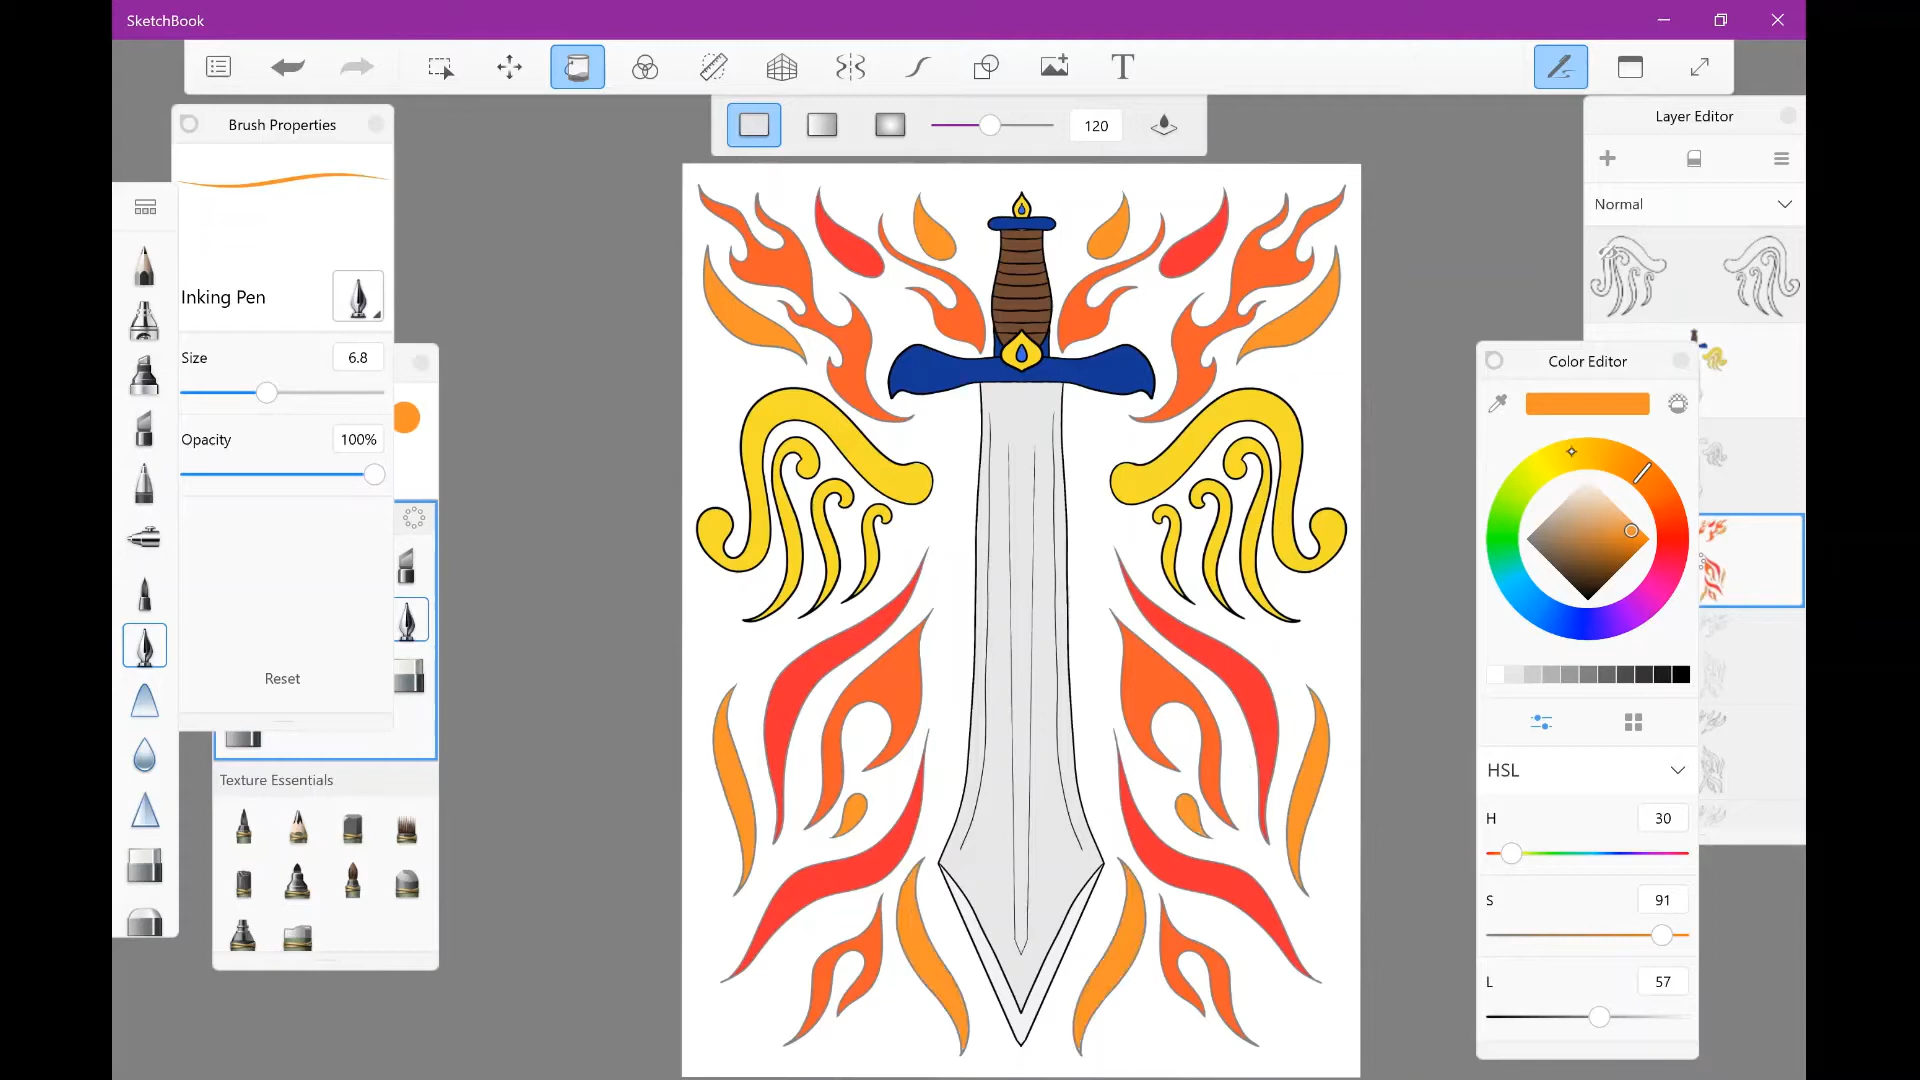 SketchBook
T
120
Brush Properties
Inking Pen
Size
6.8
Opacity
100%
Reset
Texture Essentials
Layer Editor
Normal
Color Editor
HSL
H
30
S
91
L
57